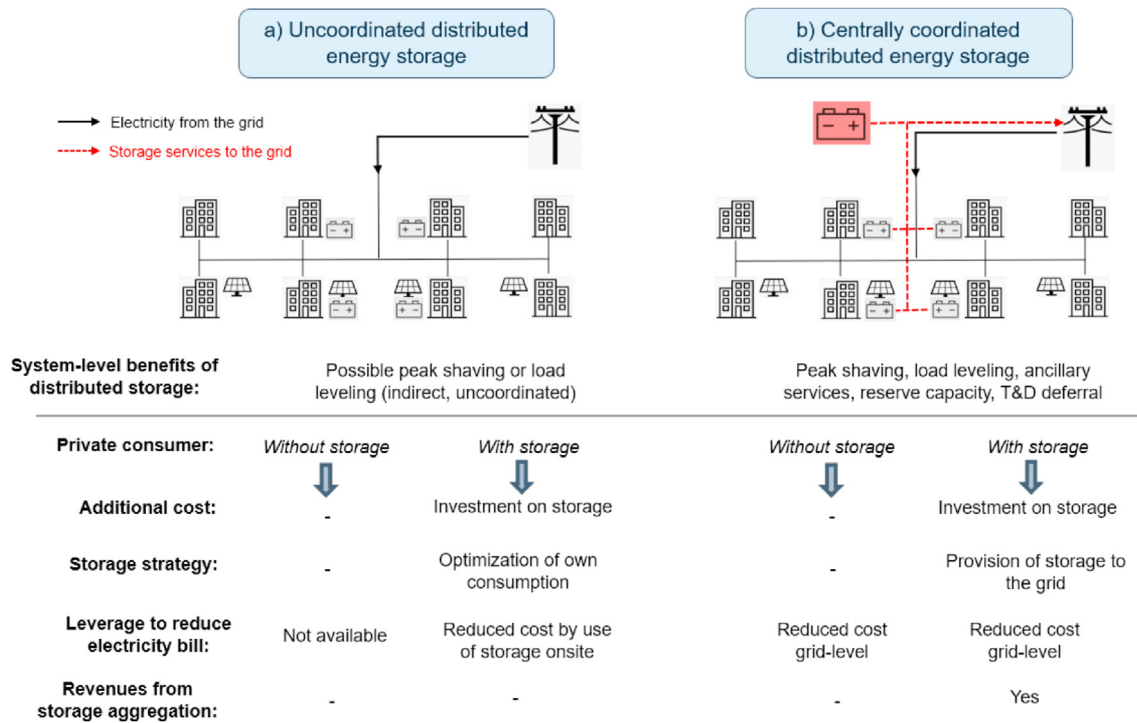 a) Uncoordinated distributed
energy storage
b) Centrally coordinated
distributed energy storage
Electricity from the grid
Storage services to the grid
System-level benefits of
distributed storage:
Possible peak shaving or load
leveling (indirect, uncoordinated)
Peak shaving, load leveling, ancillary
services, reserve capacity, T&D deferral
Private consumer:
Without storage
With storage
Without storage
With storage
Additional cost:
-
Investment on storage
-
Investment on storage
Storage strategy:
-
Optimization of own
consumption
-
Provision of storage to
the grid
Leverage to reduce
electricity bill:
Not available
Reduced cost by use
of storage onsite
Reduced cost
grid-level
Reduced cost
grid-level
Revenues from
storage aggregation:
-
-
-
Yes